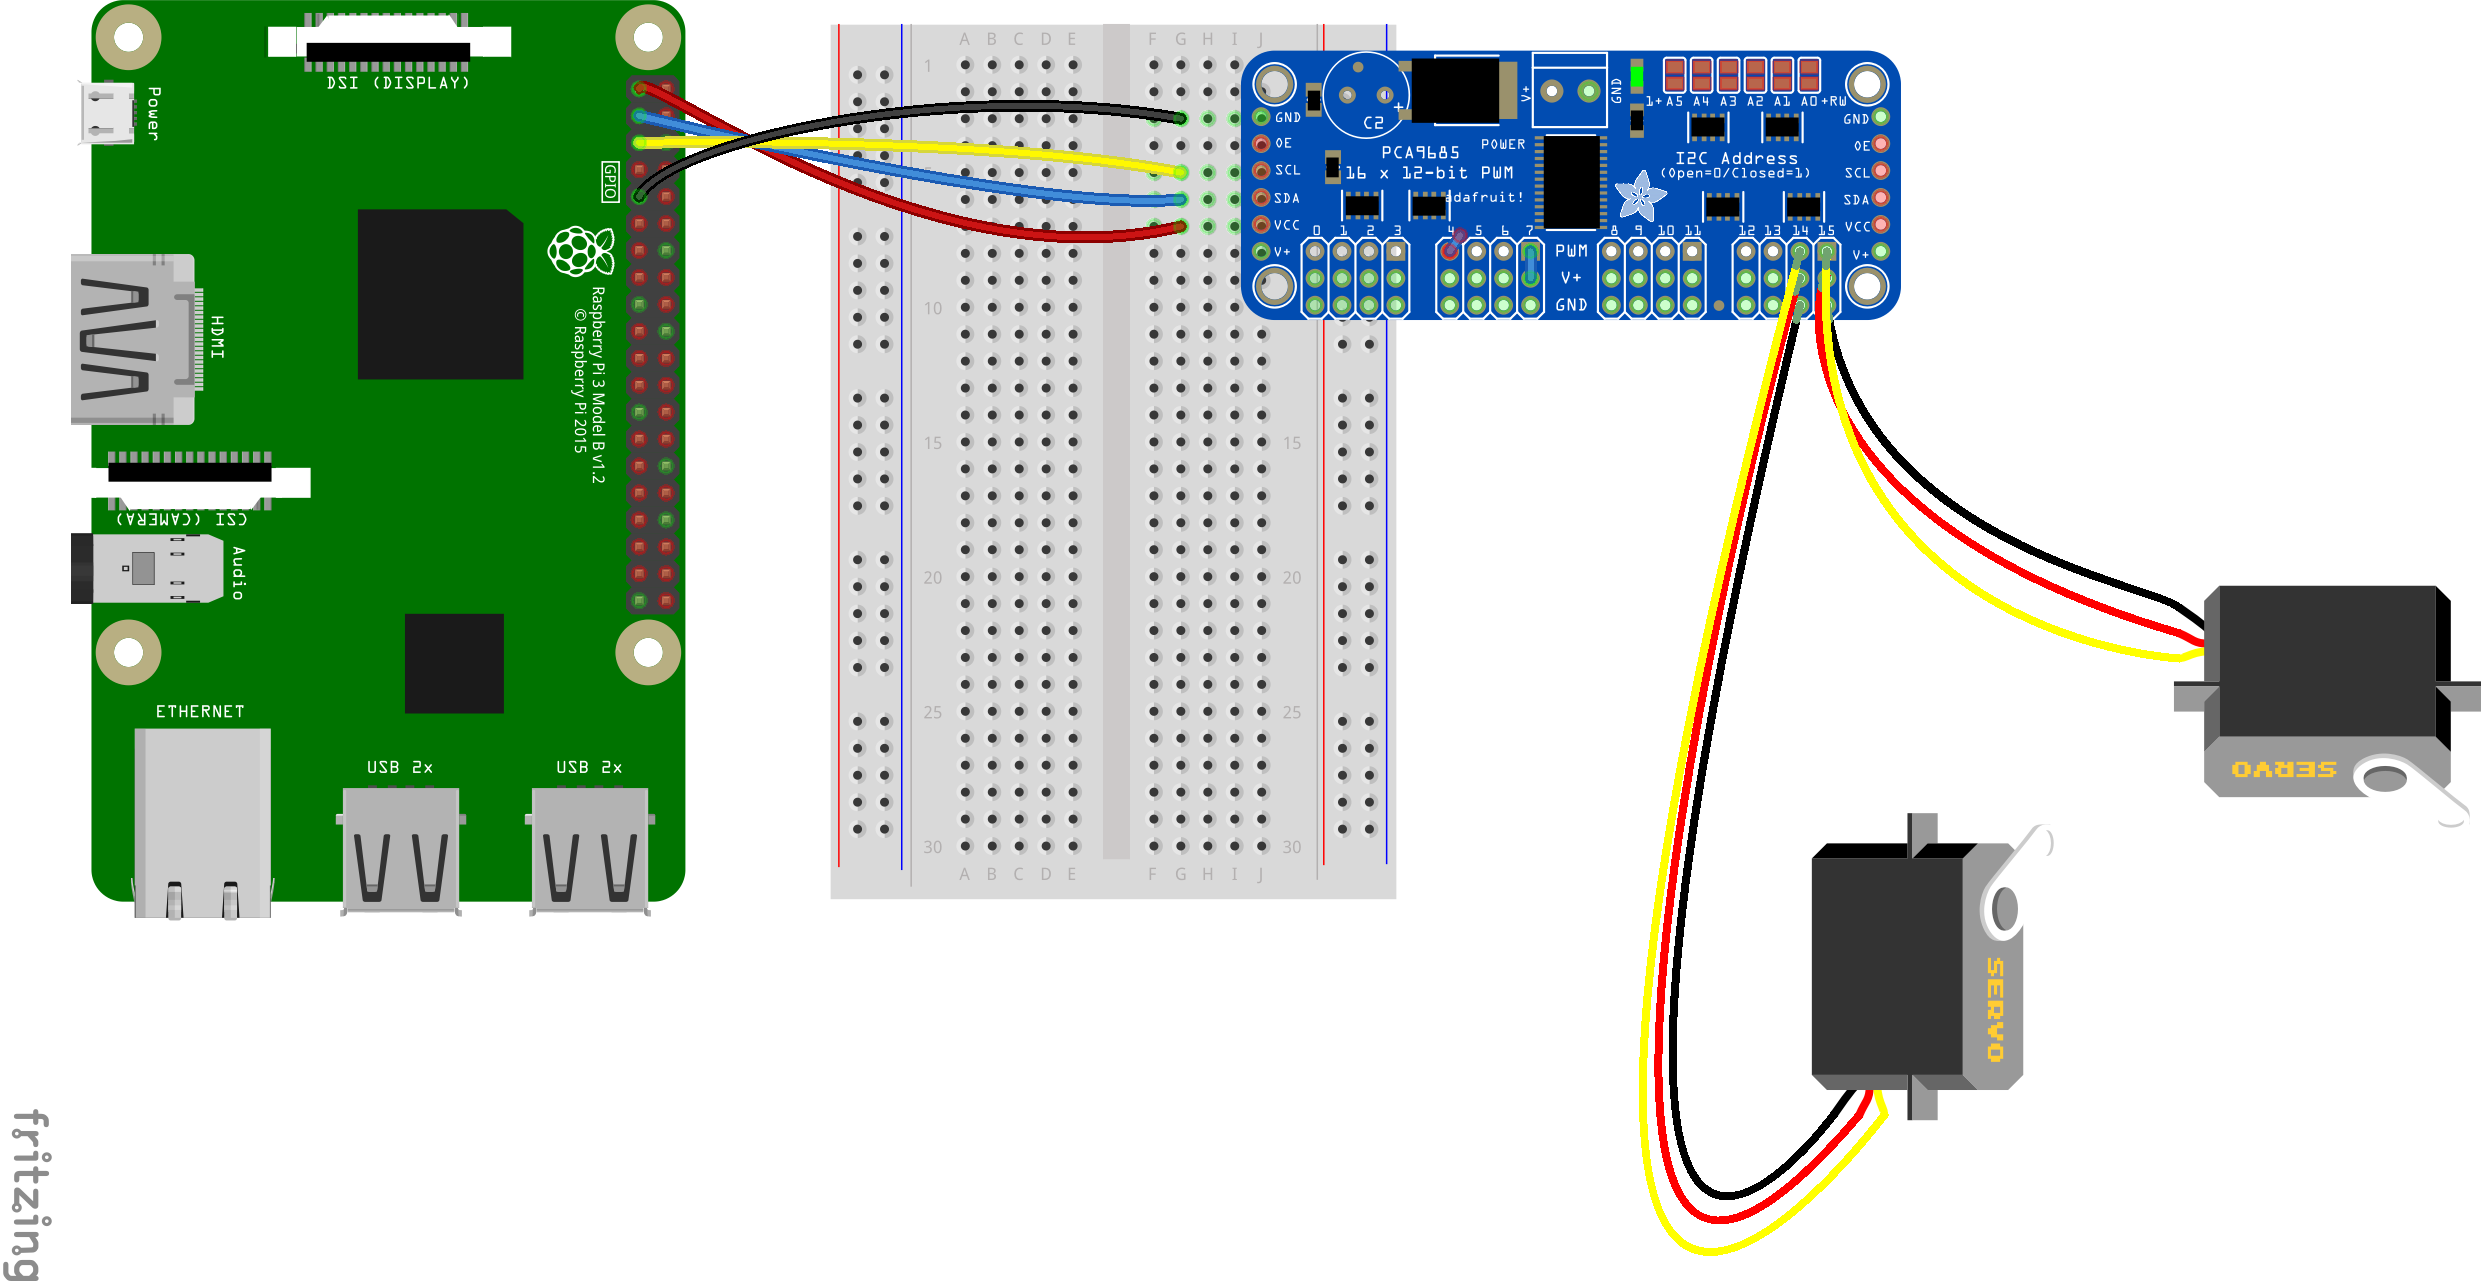 DSI (DISPLAY)
Power
GPIO
HDMI
Raspberry Pi 3 Model B v1.2
© Raspberry Pi 2015
CSI (CAMERA)
Audio
ETHERNET
USB 2x
USB 2x
A B C D E F G H I J
1
10
15 15
20 20
25 25
30 30
A B C D E F G H I J
C2
+
V+
GND
1+ A5 A4 A3 A2 A1 A0 +RW
GND GND
OE OE
SCL SCL
SDA SDA
VCC VCC
V+ V+
PCA9685
POWER
16 x 12-bit PWM
adafruit!
I2C Address
(Open=0/Closed=1)
0 1 2 3 4 5 6 7 8 9 10 11 12 13 14 15
PWM
V+
GND
SERVO
SERVO
fritzing